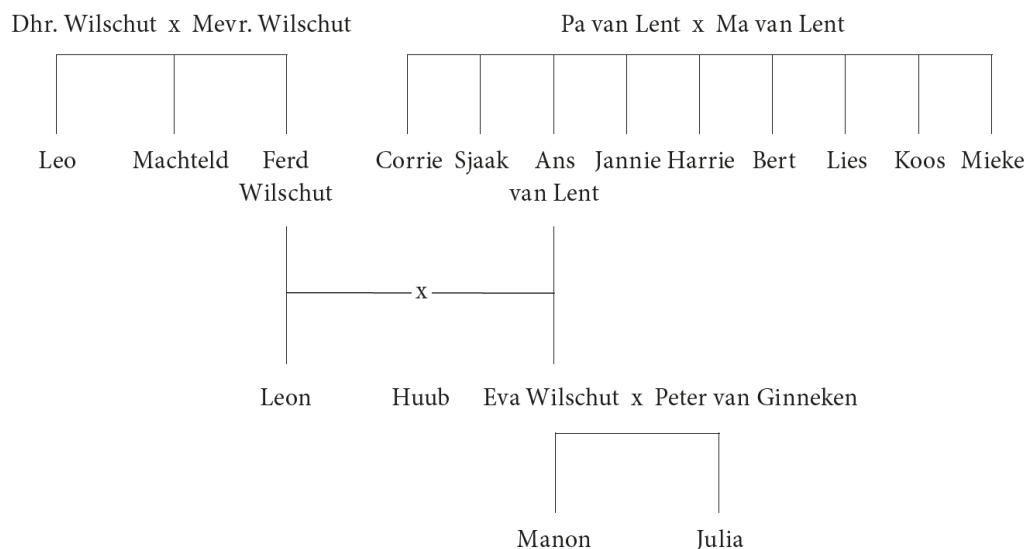 Dhr. Wilschut x Mevr. Wilschut
Pa van Lent x Ma van Lent
Leo Machteld Ferd Wilschut
Corrie Sjaak Ans van Lent Jannie Harrie Bert Lies Koos Mieke
x
Leon Huub Eva Wilschut x Peter van Ginneken
Manon Julia